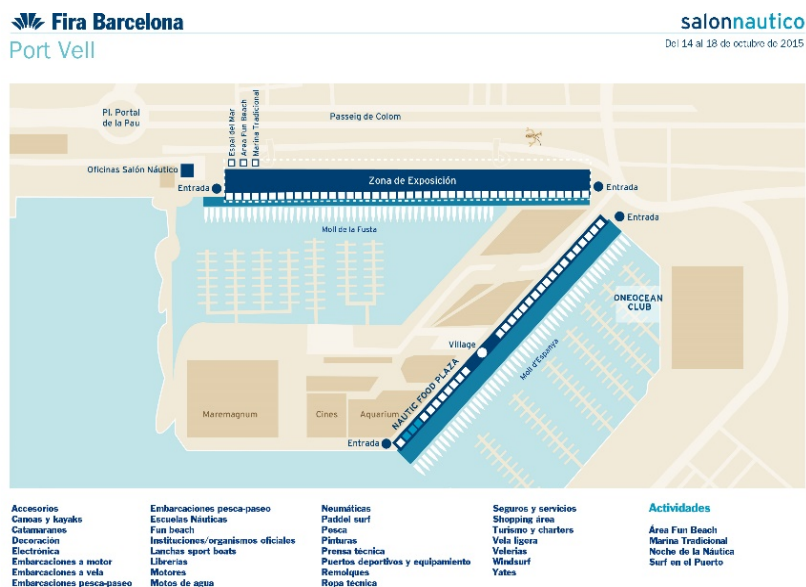 Fira Barcelona
salonnautico
Port Vell
Del 14 al 18 de octubre de 2015
Pl. Portal
de la Pau
Espai del Mar
Área Fun Beach
Marina Tradicional
Passeig de Colom
Oficinas Salón Náutico
Entrada
Zona de Exposición
Entrada
Entrada
Moll de la Fusta
ONEOCEAN
CLUB
Village
Moll d'Espanya
NAUTIC FOOD PLAZA
Maremagnum
Cines
Aquarium
Entrada
Accesorios
Canoas y kayaks
Catamaranes
Decoración
Electrónica
Embarcaciones a motor
Embarcaciones a vela
Embarcaciones pesca-paseo
Embarcaciones pesca-paseo
Escuelas Náuticas
Fun beach
Instituciones/organismos oficiales
Lanchas sport boats
Librerias
Motores
Motos de agua
Neumáticas
Paddel surf
Pesca
Pinturas
Prensa técnica
Puertos deportivos y equipamiento
Remolques
Ropa técnica
Seguros y servicios
Shopping área
Turismo y charters
Vela ligera
Velerias
Windsurf
Yates
Actividades
Área Fun Beach
Marina Tradicional
Noche de la Náutica
Surf en el Puerto